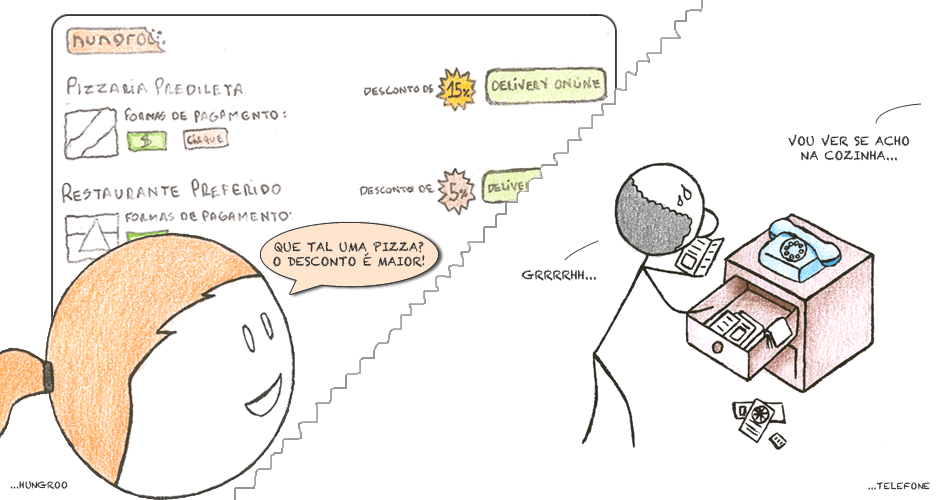 HUNGROO
PIZZARIA PREDILETA
FORMAS DE PAGAMENTO:
$
CHEQUE
DESCONTO DE
15%
DELIVERY ONLINE
RESTAURANTE PREFERIDO
FORMAS DE PAGAMENTO:
DESCONTO DE
5%
DELIVE
QUE TAL UMA PIZZA?
O DESCONTO É MAIOR!
VOU VER SE ACHO
NA COZINHA...
GRRRRHH...
...HUNGROO
...TELEFONE